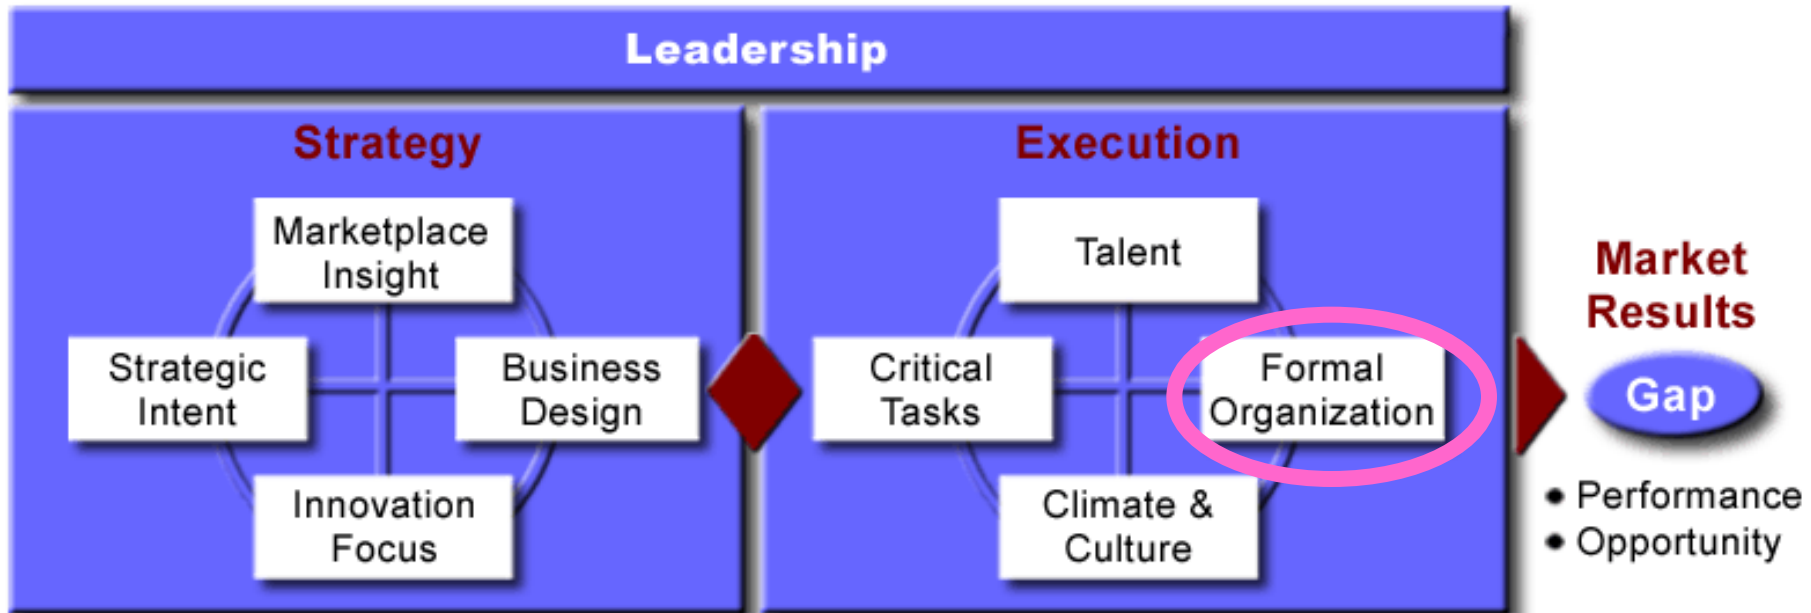 Leadership
Strategy
Marketplace
Insight
Strategic
Intent
Business
Design
Innovation
Focus
Execution
Talent
Critical
Tasks
Formal
Organization
Climate &
Culture
Market
Results
Gap
• Performance
• Opportunity